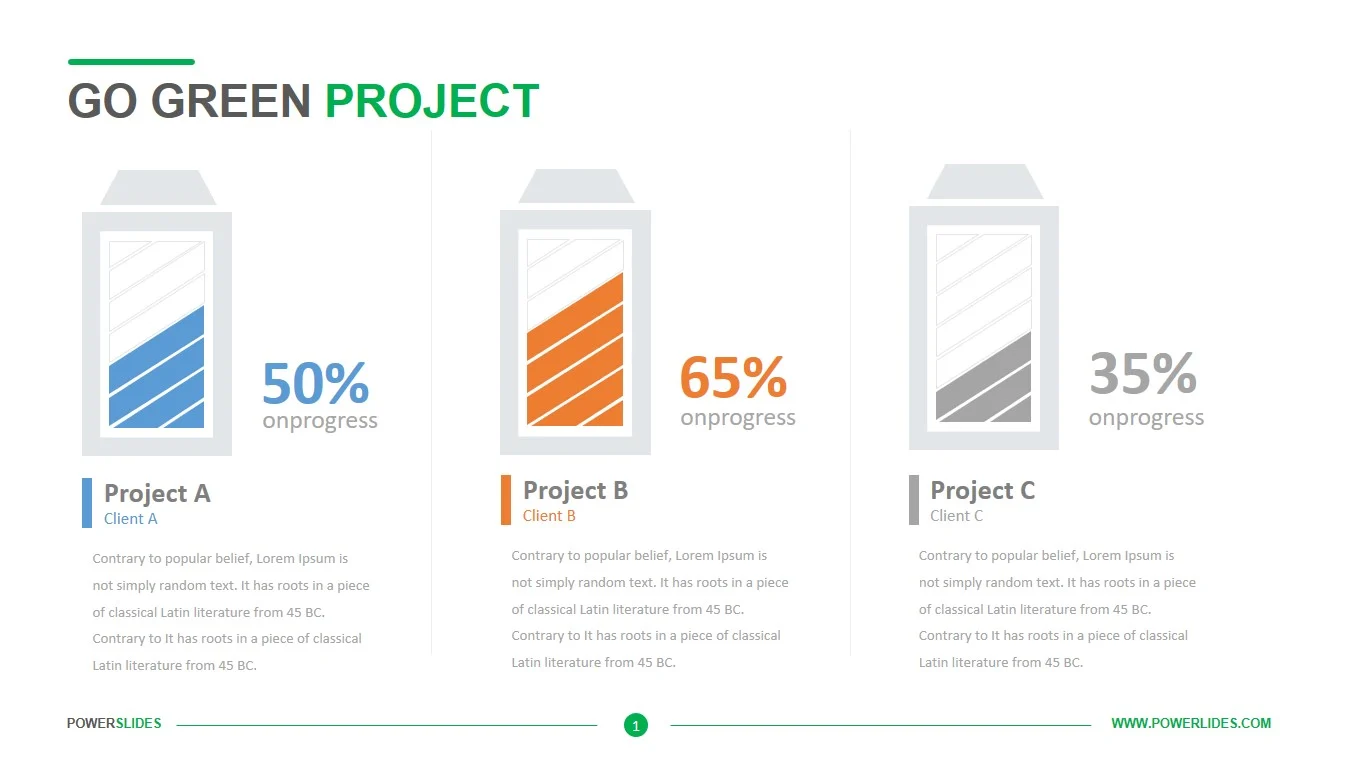 GO GREEN PROJECT
50%
onprogress
Project A
Client A
Contrary to popular belief, Lorem Ipsum is
not simply random text. It has roots in a piece
of classical Latin literature from 45 BC.
Contrary to It has roots in a piece of classical
Latin literature from 45 BC.
65%
onprogress
Project B
Client B
Contrary to popular belief, Lorem Ipsum is
not simply random text. It has roots in a piece
of classical Latin literature from 45 BC.
Contrary to It has roots in a piece of classical
Latin literature from 45 BC.
35%
onprogress
Project C
Client C
Contrary to popular belief, Lorem Ipsum is
not simply random text. It has roots in a piece
of classical Latin literature from 45 BC.
Contrary to It has roots in a piece of classical
Latin literature from 45 BC.
POWERSLIDES
1
WWW.POWERLIDES.COM